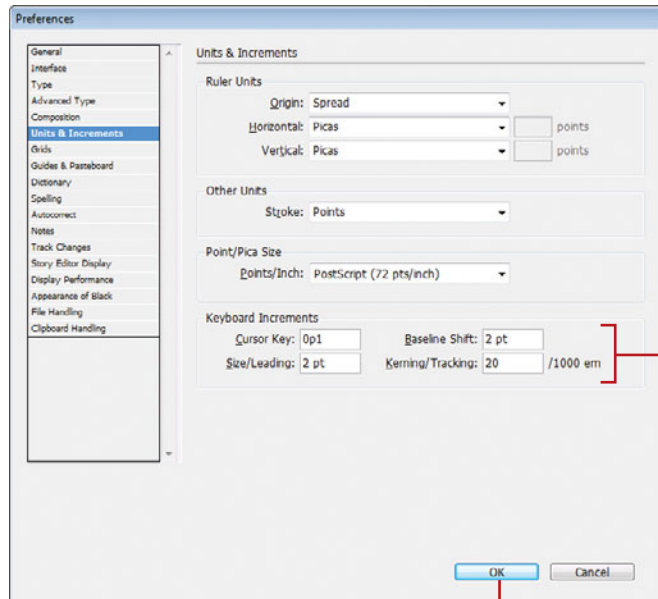 Preferences
General
Interface
Type
Advanced Type
Composition
Units & Increments
Grids
Guides & Pasteboard
Dictionary
Spelling
Autocorrect
Notes
Track Changes
Story Editor Display
Display Performance
Appearance of Black
File Handling
Clipboard Handling
Units & Increments
Ruler Units
Origin: Spread
Horizontal: Picas points
Vertical: Picas points
Other Units
Stroke: Points
Point/Pica Size
Points/Inch: PostScript (72 pts/inch)
Keyboard Increments
Cursor Key: 0p1 Baseline Shift: 2 pt
Size/Leading: 2 pt Kerning/Tracking: 20 /1000 em
OK Cancel